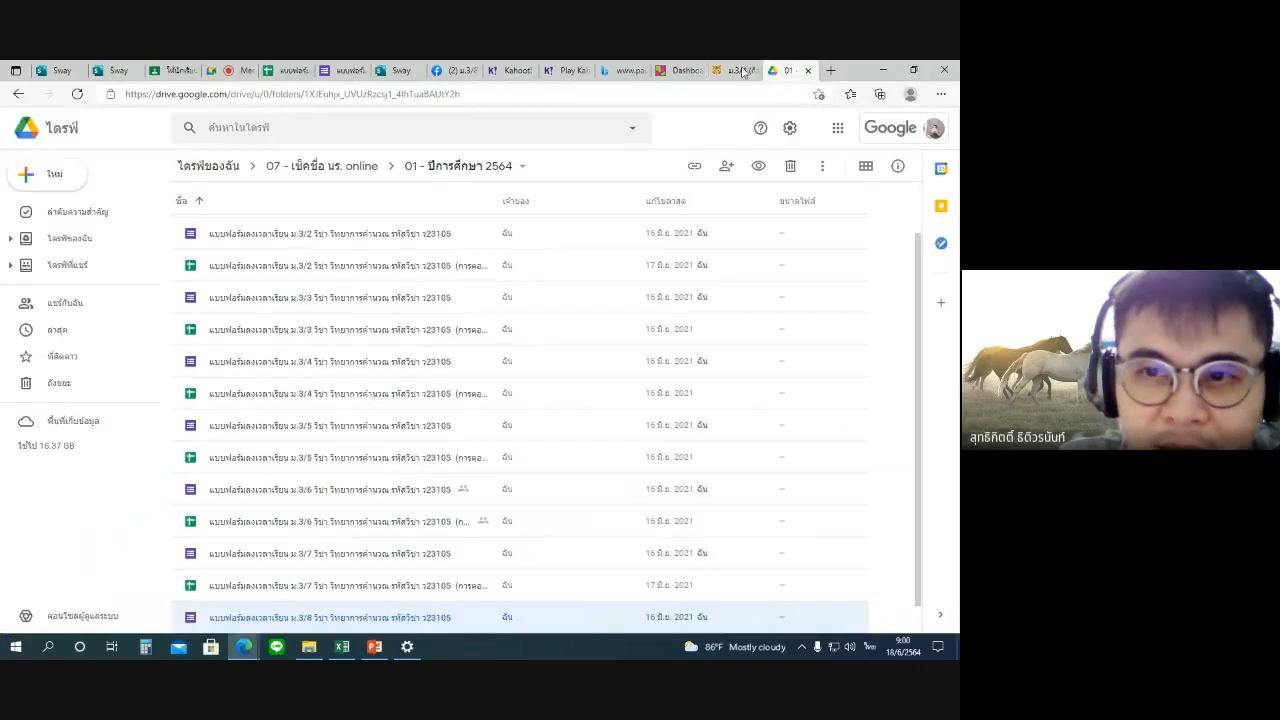 Sway
Sway
Mee
แบบฟอร์
แบบฟอร์
Sway
(2) ม.3/
Kahoot!
Play Kah
www.pa
Dashboa
01 -
https://drive.google.com/drive/u/0/folders/
ไดรฟ์
ค้นหาในไดรฟ์
Google
ใหม่
ไดรฟ์ของฉัน
07 - เช็คชื่อ นร. online
01 - ปีการศึกษา 2564
ชื่อ
เจ้าของ
แก้ไขล่าสุด
ขนาดไฟล์
ลำดับความสำคัญ
ไดรฟ์ของฉัน
ไดรฟ์ที่แชร์
แชร์กับฉัน
ล่าสุด
ที่ติดดาว
ถังขยะ
พื้นที่เก็บข้อมูล
ใช้ไป 16.37 GB
คอนโซลผู้ดูแลระบบ
แบบฟอร์มลงเวลาเรียน ม.3/2 วิชา วิทยาการคำนวณ รหัสวิชา ว23105 ฉัน 16 มิ.ย. 2021 ฉัน –
แบบฟอร์มลงเวลาเรียน ม.3/2 วิชา วิทยาการคำนวณ รหัสวิชา ว23105 (การตอ... ฉัน 17 มิ.ย. 2021 ฉัน –
แบบฟอร์มลงเวลาเรียน ม.3/3 วิชา วิทยาการคำนวณ รหัสวิชา ว23105 ฉัน 16 มิ.ย. 2021 ฉัน –
แบบฟอร์มลงเวลาเรียน ม.3/3 วิชา วิทยาการคำนวณ รหัสวิชา ว23105 (การตอ... ฉัน 16 มิ.ย. 2021 –
แบบฟอร์มลงเวลาเรียน ม.3/4 วิชา วิทยาการคำนวณ รหัสวิชา ว23105 ฉัน 16 มิ.ย. 2021 ฉัน –
แบบฟอร์มลงเวลาเรียน ม.3/4 วิชา วิทยาการคำนวณ รหัสวิชา ว23105 (การตอ... ฉัน 16 มิ.ย. 2021 –
แบบฟอร์มลงเวลาเรียน ม.3/5 วิชา วิทยาการคำนวณ รหัสวิชา ว23105 ฉัน 16 มิ.ย. 2021 ฉัน –
แบบฟอร์มลงเวลาเรียน ม.3/5 วิชา วิทยาการคำนวณ รหัสวิชา ว23105 (การตอ... ฉัน 16 มิ.ย. 2021 –
แบบฟอร์มลงเวลาเรียน ม.3/6 วิชา วิทยาการคำนวณ รหัสวิชา ว23105 ฉัน 16 มิ.ย. 2021 ฉัน –
แบบฟอร์มลงเวลาเรียน ม.3/6 วิชา วิทยาการคำนวณ รหัสวิชา ว23105 (ก... ฉัน 16 มิ.ย. 2021 –
แบบฟอร์มลงเวลาเรียน ม.3/7 วิชา วิทยาการคำนวณ รหัสวิชา ว23105 ฉัน 16 มิ.ย. 2021 ฉัน –
แบบฟอร์มลงเวลาเรียน ม.3/7 วิชา วิทยาการคำนวณ รหัสวิชา ว23105 (การตอ... ฉัน 17 มิ.ย. 2021 –
แบบฟอร์มลงเวลาเรียน ม.3/8 วิชา วิทยาการคำนวณ รหัสวิชา ว23105 ฉัน 16 มิ.ย. 2021 ฉัน –
สุทธิกิตติ์ ธิติวรนันท์
86°F Mostly cloudy
ไทย
9:00
18/6/2564